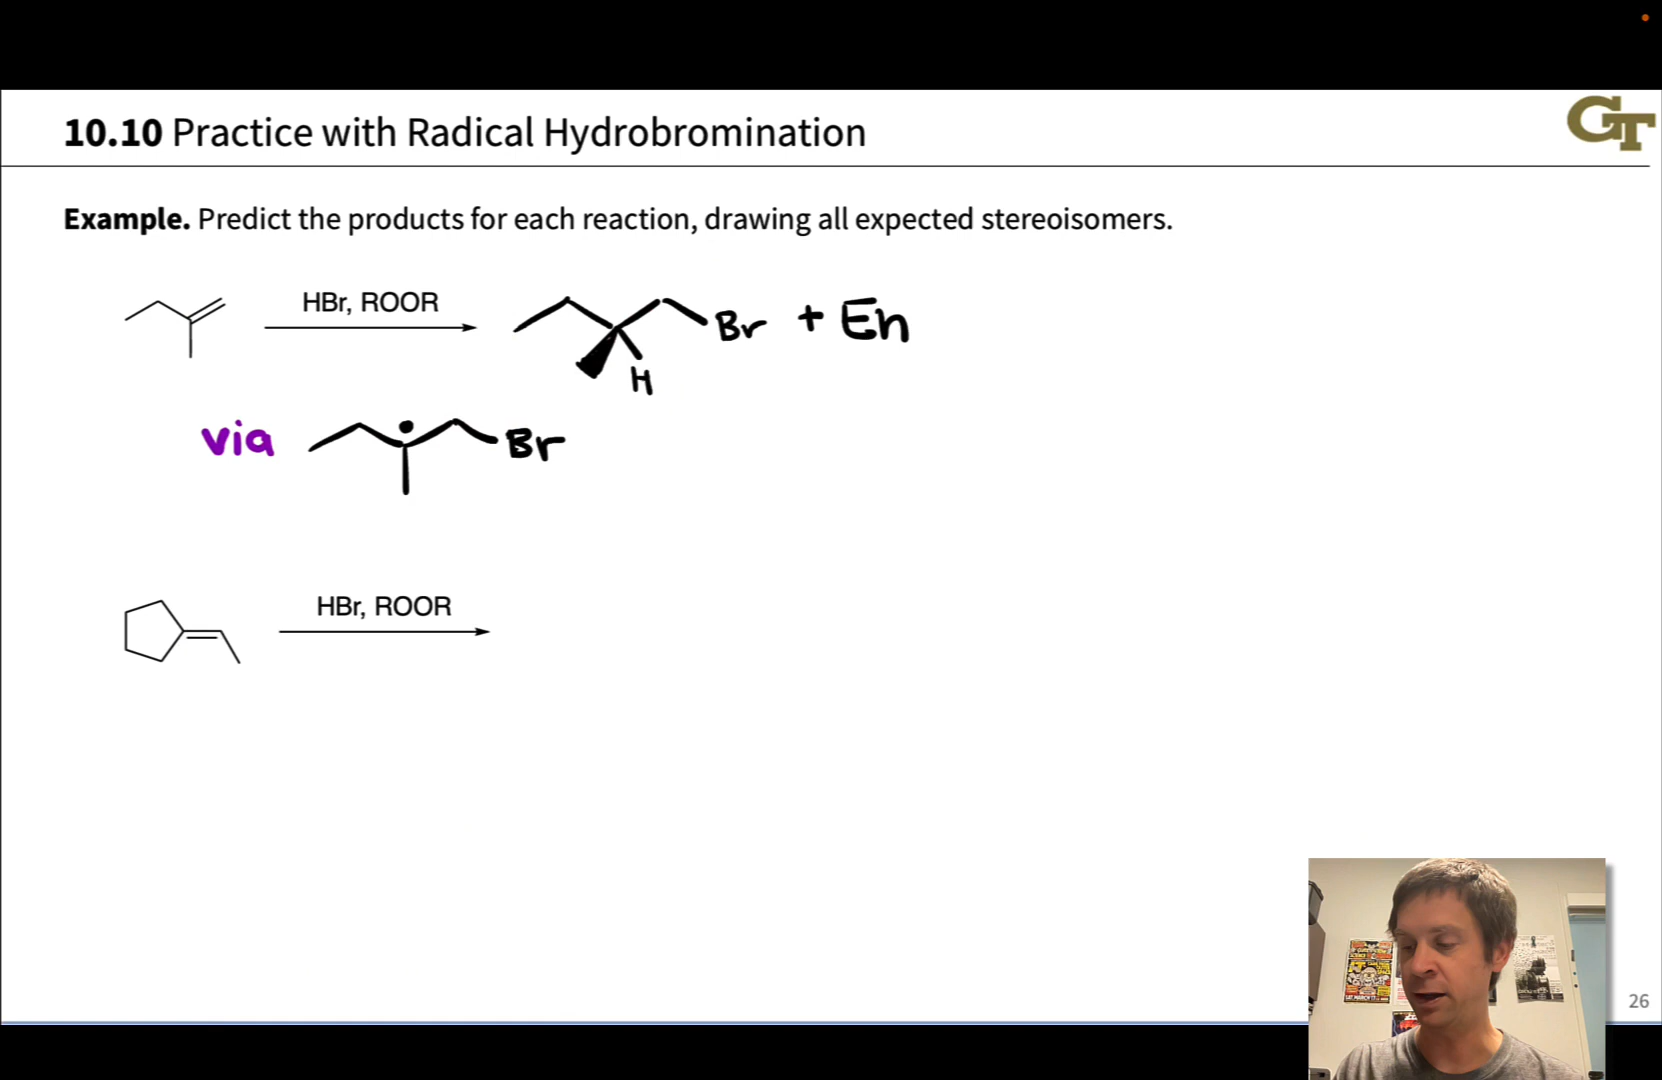 GT
10.10 Practice with Radical Hydrobromination
Example. Predict the products for each reaction, drawing all expected stereoisomers.
HBr, ROOR
Br + En
H
via
Br
HBr, ROOR
26